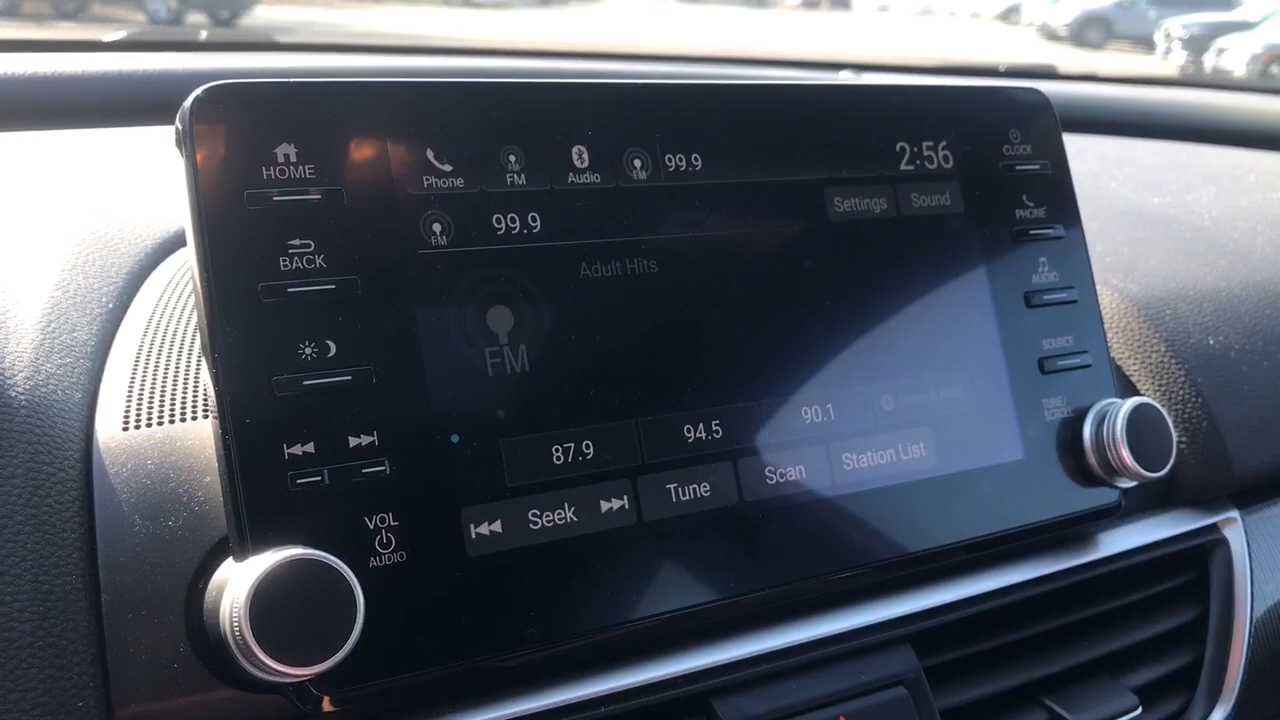 HOME
BACK
VOL
AUDIO
Phone
FM
Audio
FM
99.9
2:56
FM
99.9
Settings
Sound
Adult Hits
FM
87.9
94.5
90.1
Seek
Tune
Scan
Station List
CLOCK
PHONE
AUDIO
SOURCE
TUNE/
SCROLL